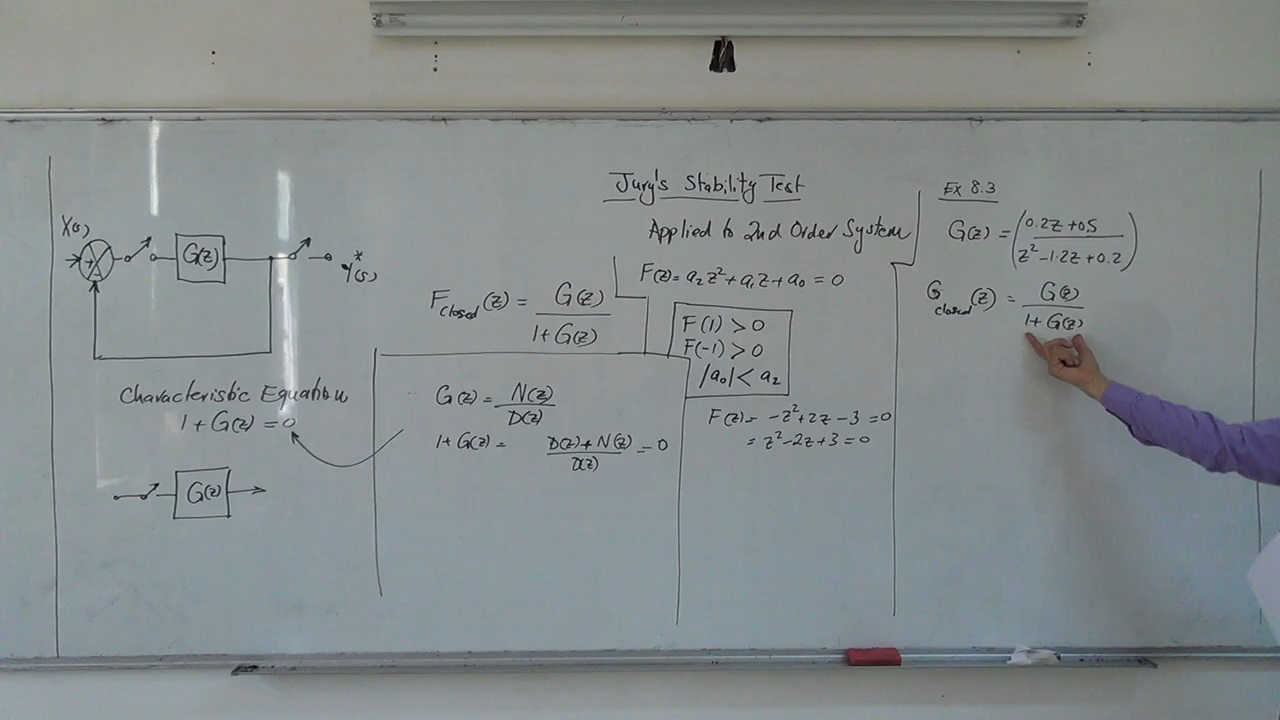 Jury's Stability Test
Applied to 2nd Order System
X(s)
G(z)
Y*(s)
Characteristic Equation
1 + G(z) = 0
G(z)
F closed (z) = G(z) / 1 + G(z)
G(z) = N(z) / D(z)
1 + G(z) = D(z) + N(z) / D(z) = 0
F(z) = a₂z² + a₁z + a₀ = 0
F(1) > 0
F(-1) > 0
|a₀| < a₂
F(z) = -z² + 2z - 3 = 0
= z² - 2z + 3 = 0
Ex 8.3
G(z) = (0.2z + 0.5 / z² - 1.2z + 0.2)
G closed (z) = G(z) / 1 + G(z)